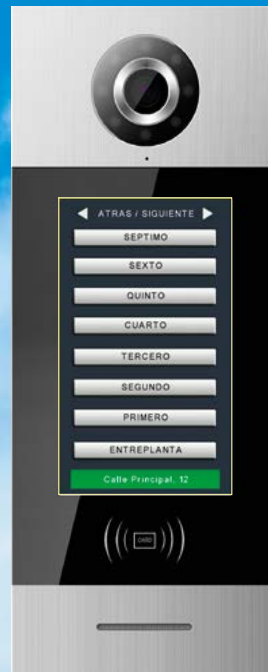 ATRAS / SIGUIENTE
SEPTIMO
SEXTO
QUINTO
CUARTO
TERCERO
SEGUNDO
PRIMERO
ENTREPLANTA
Calle Principal, 12
CARD